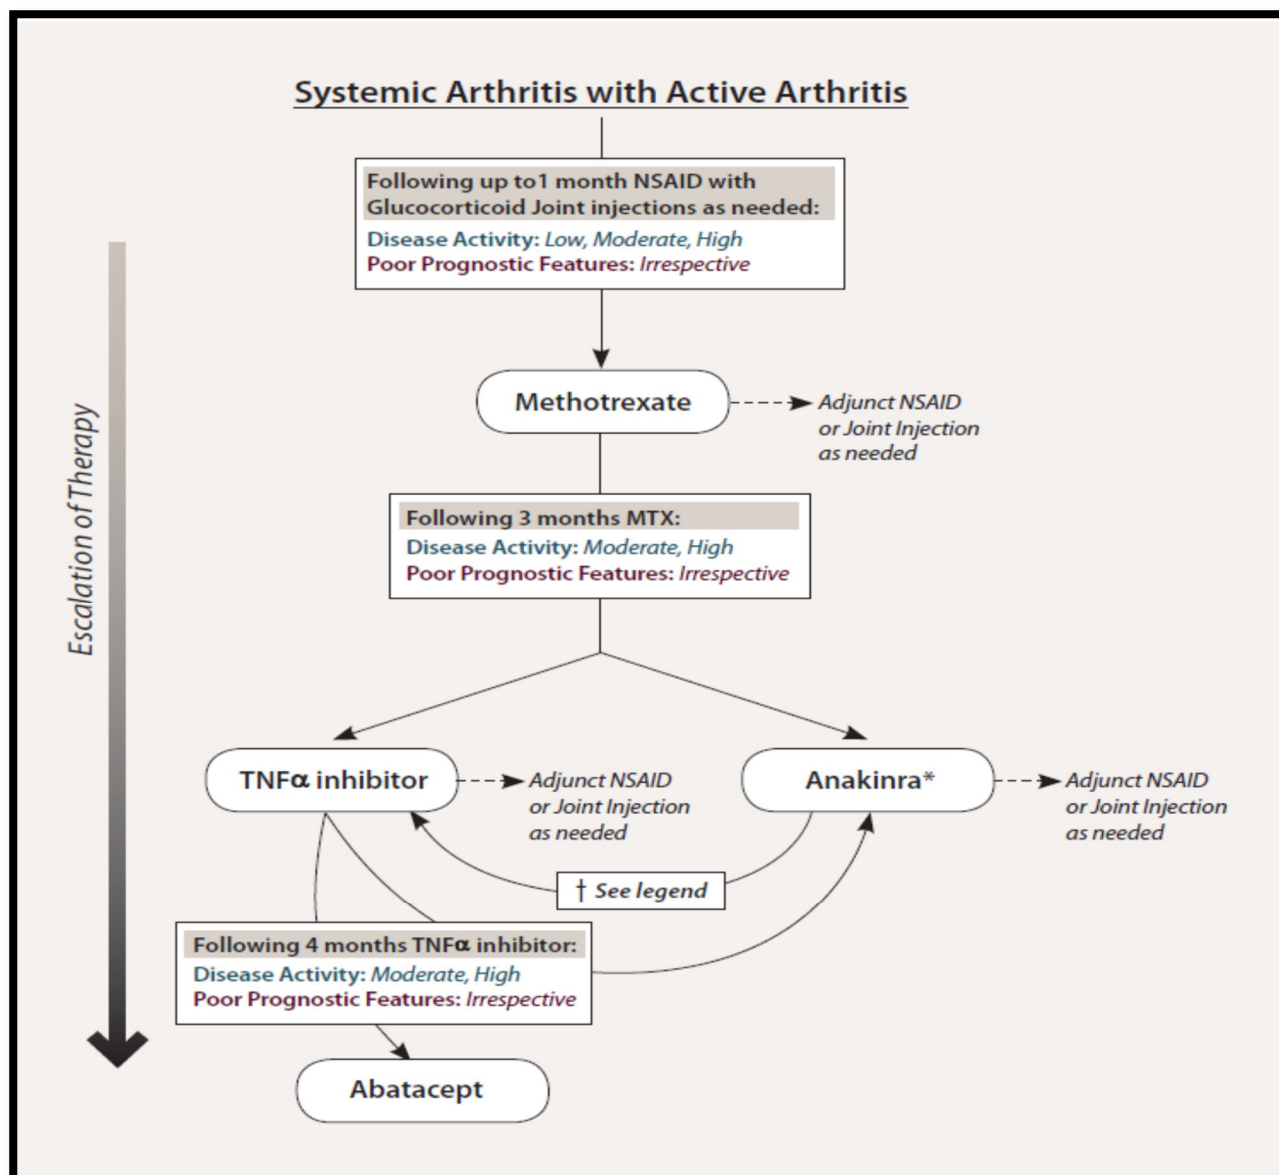 Systemic Arthritis with Active Arthritis
Following up to1 month NSAID with
Glucocorticoid Joint injections as needed:
Disease Activity: Low, Moderate, High
Poor Prognostic Features: Irrespective
Escalation of Therapy
Methotrexate
Adjunct NSAID
or Joint Injection
as needed
Following 3 months MTX:
Disease Activity: Moderate, High
Poor Prognostic Features: Irrespective
TNFα inhibitor
Adjunct NSAID
or Joint Injection
as needed
Anakinra*
Adjunct NSAID
or Joint Injection
as needed
† See legend
Following 4 months TNFα inhibitor:
Disease Activity: Moderate, High
Poor Prognostic Features: Irrespective
Abatacept